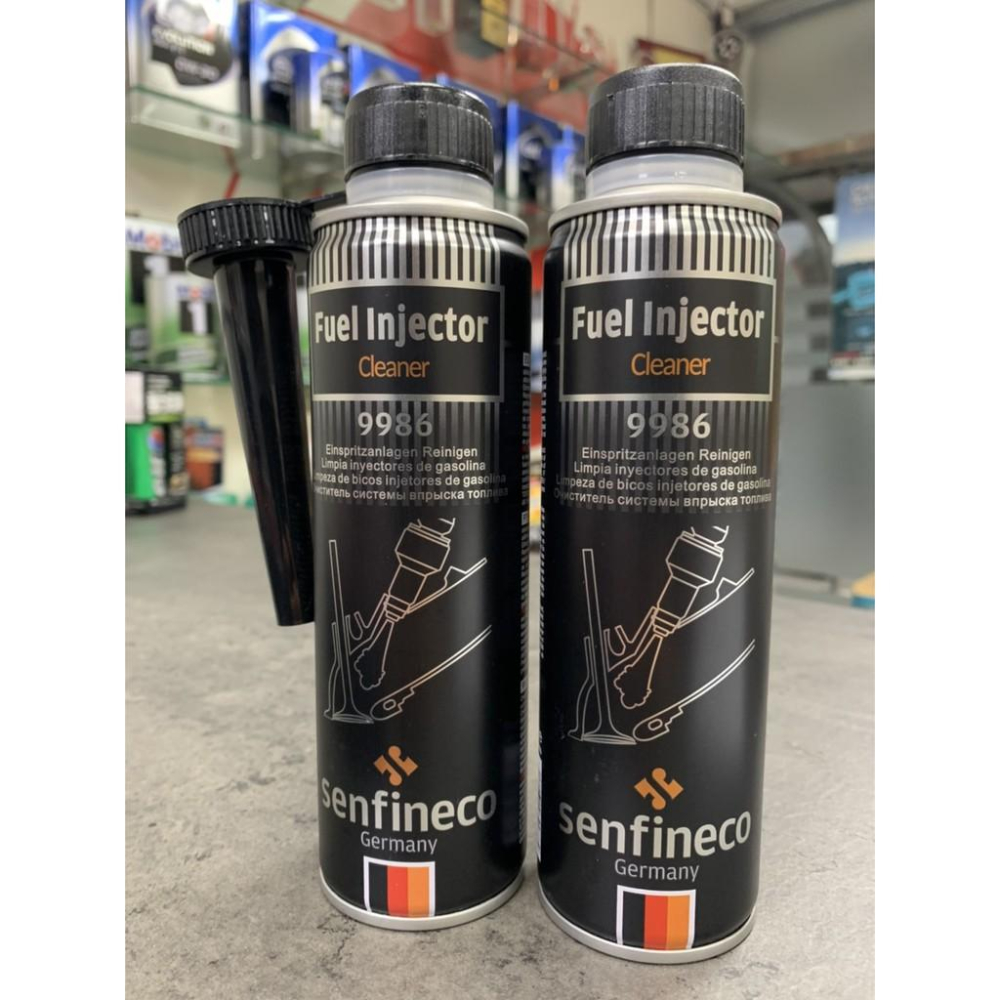 Fuel Injector
Cleaner
9986
Einspritzanlagen Reinigen
Limpia inyectores de gasolina
Limpeza de bicos injetores de gasolina
Очиститель системы впрыска топлива
senfineco
Germany
Fuel Injector
Cleaner
9986
Einspritzanlagen Reinigen
Limpia inyectores de gasolina
Limpeza de bicos injetores de gasolina
Очиститель системы впрыска топлива
senfineco
Germany
Mobil
1